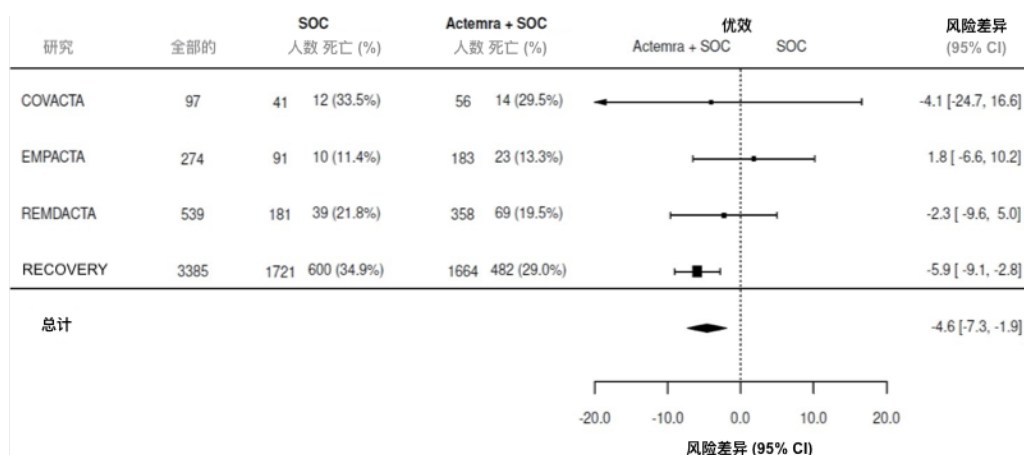 SOC Actemra + SOC 优效 风险差异
研究 全部的 人数 死亡 (%) 人数 死亡 (%) Actemra + SOC SOC (95% CI)
COVACTA 97 41 12 (33.5%) 56 14 (29.5%) -4.1 [-24.7, 16.6]
EMPACTA 274 91 10 (11.4%) 183 23 (13.3%) 1.8 [ -6.6, 10.2]
REMDACTA 539 181 39 (21.8%) 358 69 (19.5%) -2.3 [ -9.6, 5.0]
RECOVERY 3385 1721 600 (34.9%) 1664 482 (29.0%) -5.9 [ -9.1, -2.8]
总计 -4.6 [-7.3, -1.9]
-20.0 -10.0 0.0 10.0 20.0
风险差异 (95% CI)